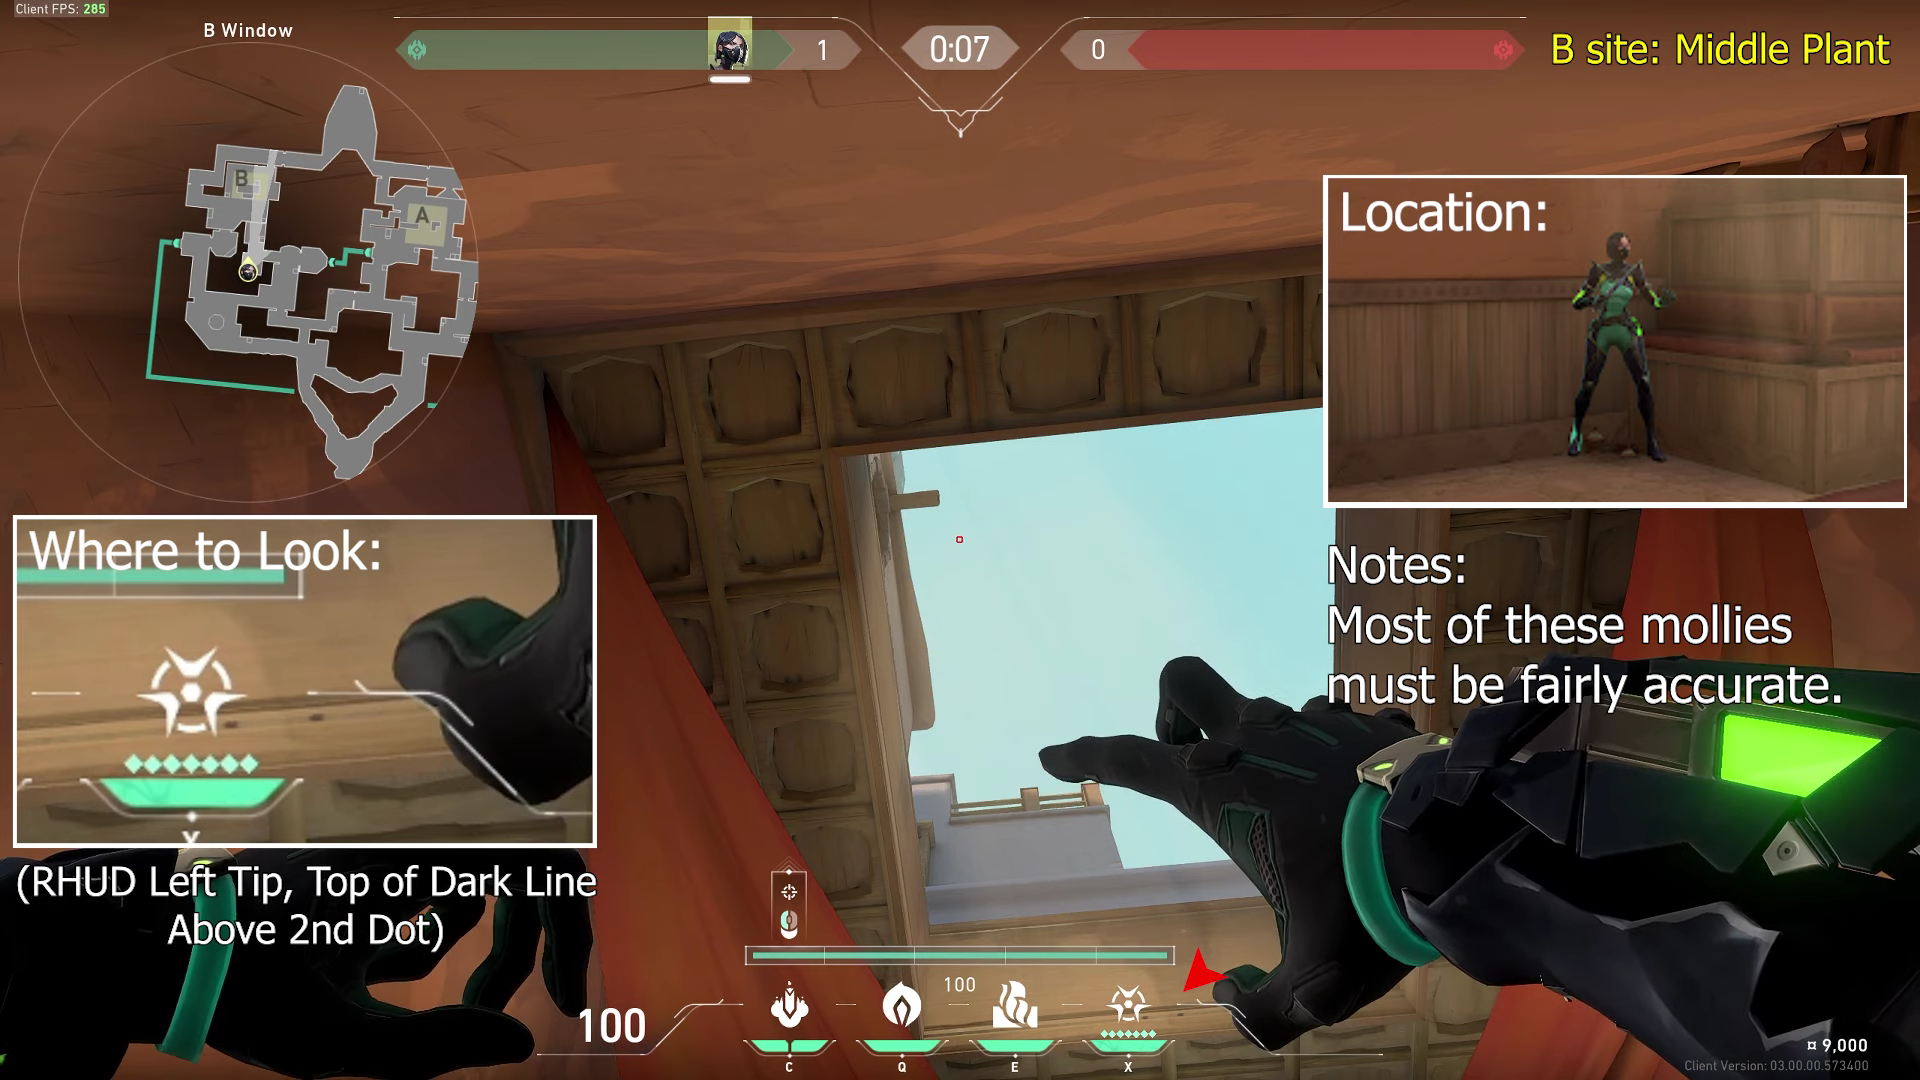 Client FPS: 285
B Window
1
0:07
0
B site: Middle Plant
B
A
Location:
Where to Look:
X
(RHUD Left Tip, Top of Dark Line
Above 2nd Dot)
Notes:
Most of these mollies
must be fairly accurate.
100
100
C
Q
E
X
¤ 9,000
Client Version: 03.00.00.573400